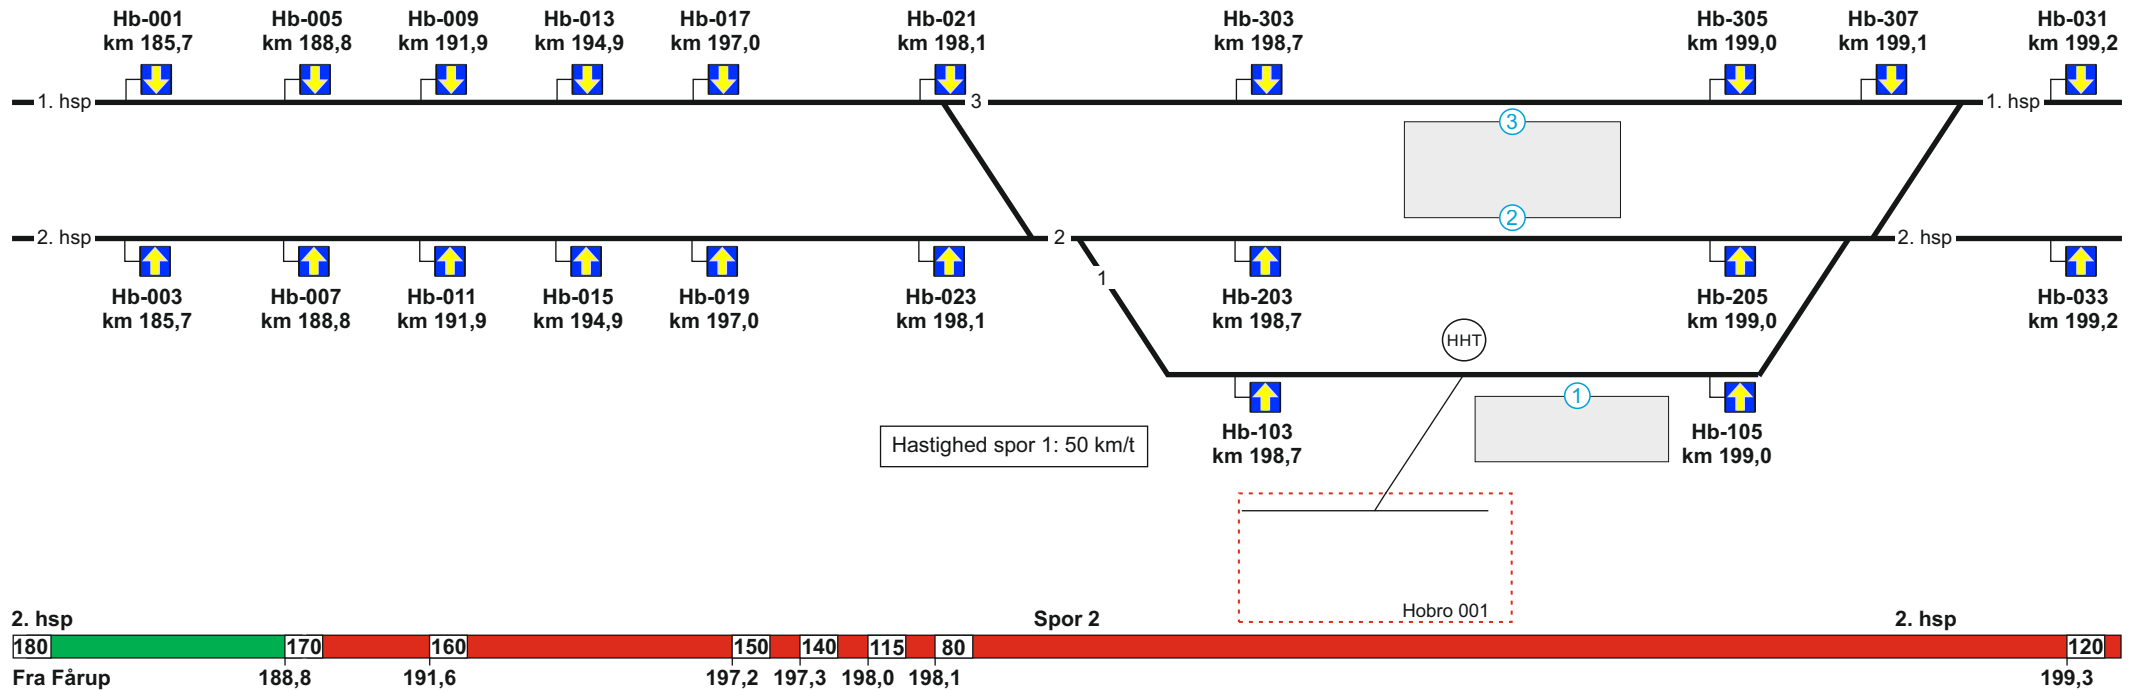 Hb-001 Hb-005 Hb-009 Hb-013 Hb-017 Hb-021 Hb-303 Hb-305 Hb-307 Hb-031
km 185,7 km 188,8 km 191,9 km 194,9 km 197,0 km 198,1 km 198,7 km 199,0 km 199,1 km 199,2
1. hsp 3 1. hsp
3
2
2. hsp 2 2. hsp
1
Hb-003 Hb-007 Hb-011 Hb-015 Hb-019 Hb-023 Hb-203 Hb-205 Hb-033
km 185,7 km 188,8 km 191,9 km 194,9 km 197,0 km 198,1 km 198,7 km 199,0 km 199,2
HHT
1
Hb-103 Hb-105
Hastighed spor 1: 50 km/t
km 198,7 km 199,0
Hobro 001
2. hsp Spor 2 2. hsp
180 170 160 150 140 115 80 120
Fra Fårup 188,8 191,6 197,2 197,3 198,0 198,1 199,3